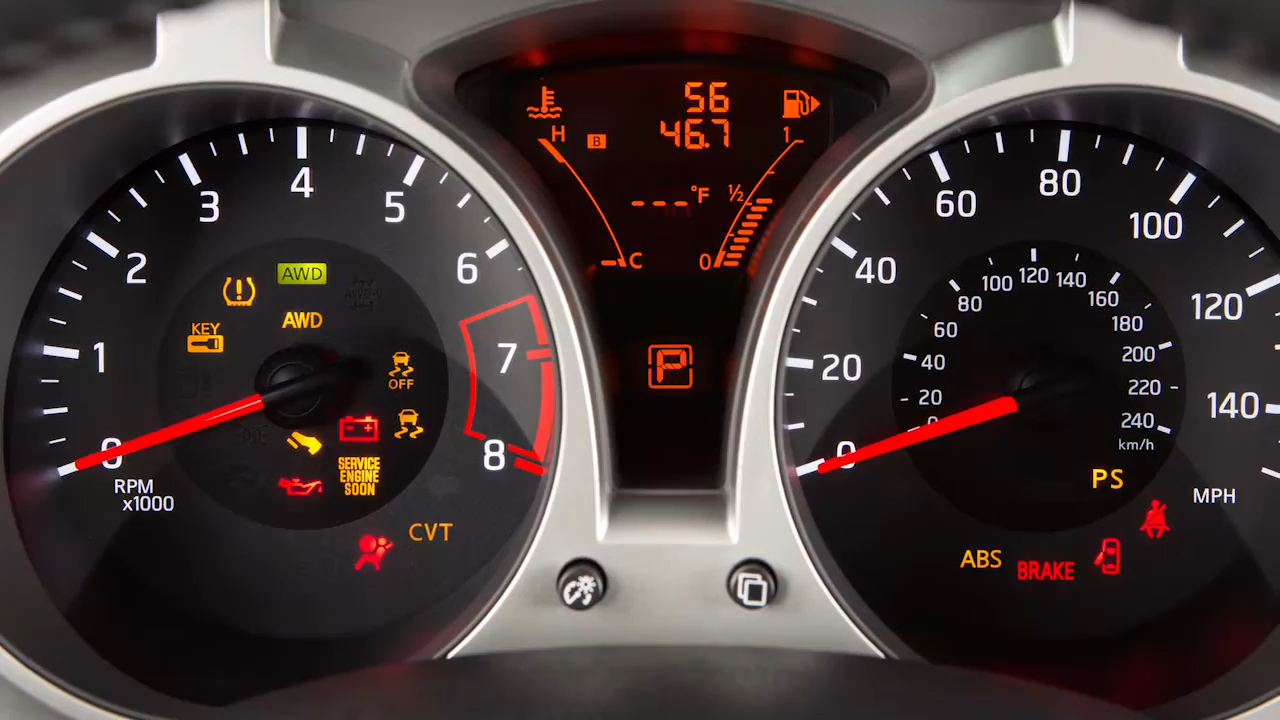 0
1
2
3
4
5
6
7
8
RPM
x1000
AWD
AWD
KEY
OFF
SERVICE
ENGINE
SOON
CVT
56
H B 46.7 1
---°F ½
C 0
P
0
20
40
60
80
100
120
140
MPH
0
20
40
60
80
100
120
140
160
180
200
220
240
km/h
PS
ABS
BRAKE